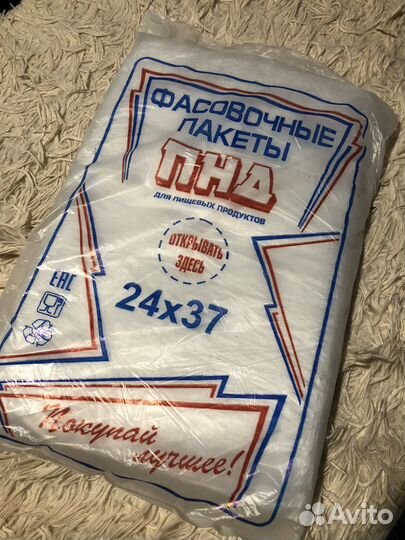 ФАСОВОЧНЫЕ
ПАКЕТЫ
ПНД
ДЛЯ ПИЩЕВЫХ ПРОДУКТОВ
ОТКРЫВАТЬ
ЗДЕСЬ
24х37
ЕАС
Покупай
лучшее!
Avito